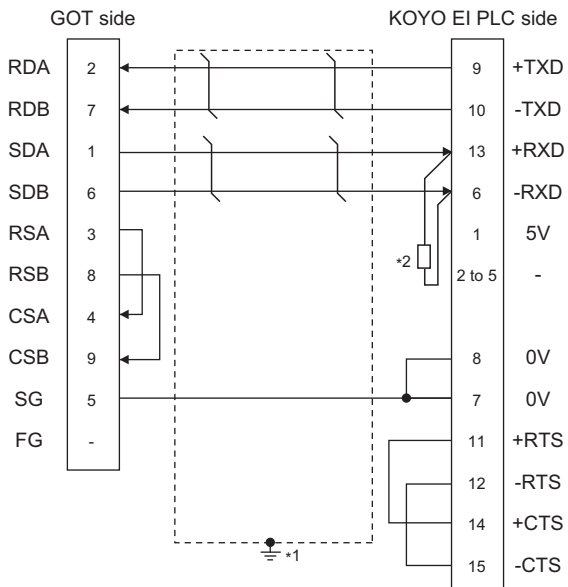 GOT side KOYO EI PLC side
RDA 2 9 +TXD
RDB 7 10 -TXD
SDA 1 13 +RXD
SDB 6 6 -RXD
RSA 3 1 5V
*2
RSB 8 2 to 5 -
CSA 4
CSB 9 8 0V
SG 5 7 0V
FG - 11 +RTS
12 -RTS
14 +CTS
*1
15 -CTS